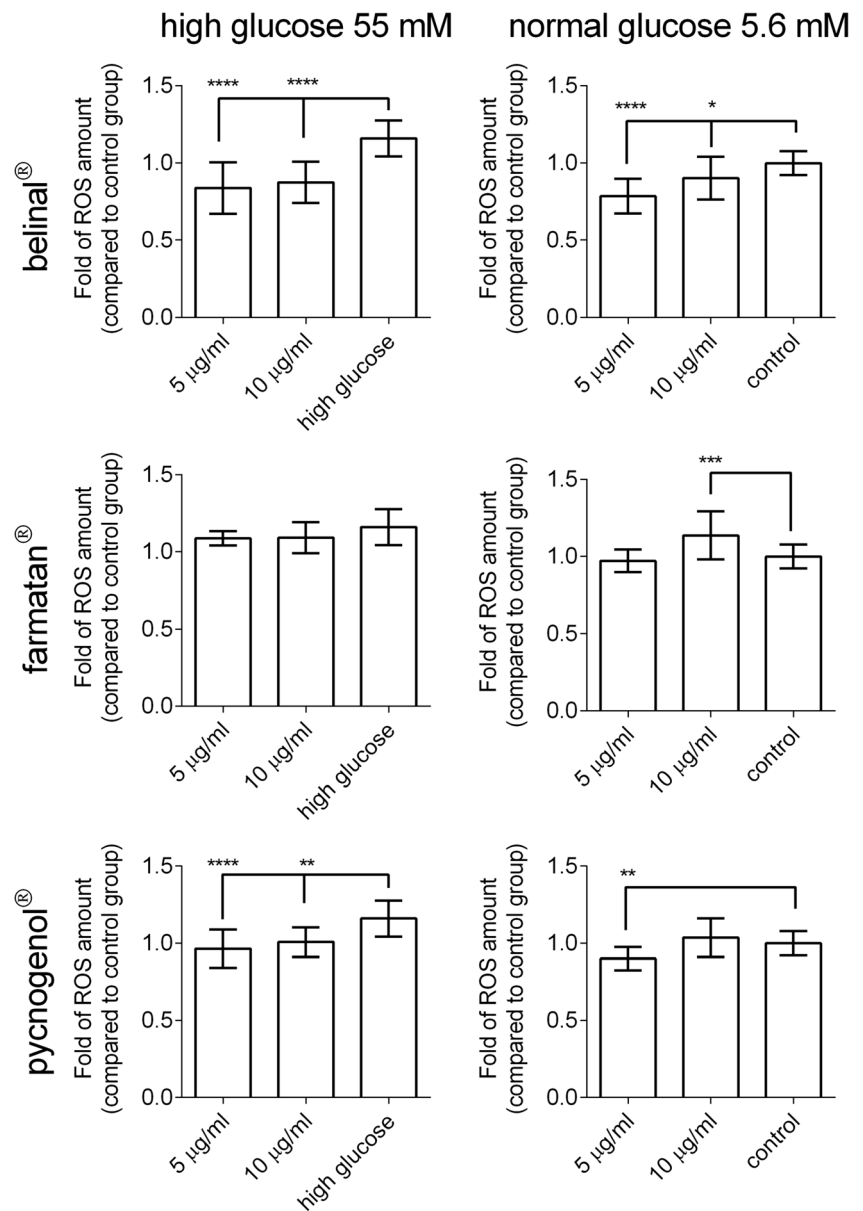 high glucose 55 mM
normal glucose 5.6 mM
belinal®
Fold of ROS amount
(compared to control group)
1.5
1.0
0.5
0.0
****
****
5 µg/ml
10 µg/ml
high glucose
Fold of ROS amount
(compared to control group)
1.5
1.0
0.5
0.0
****
*
5 µg/ml
10 µg/ml
control
farmatan®
Fold of ROS amount
(compared to control group)
1.5
1.0
0.5
0.0
5 µg/ml
10 µg/ml
high glucose
Fold of ROS amount
(compared to control group)
1.5
1.0
0.5
0.0
***
5 µg/ml
10 µg/ml
control
pycnogenol®
Fold of ROS amount
(compared to control group)
1.5
1.0
0.5
0.0
****
**
5 µg/ml
10 µg/ml
high glucose
Fold of ROS amount
(compared to control group)
1.5
1.0
0.5
0.0
**
5 µg/ml
10 µg/ml
control